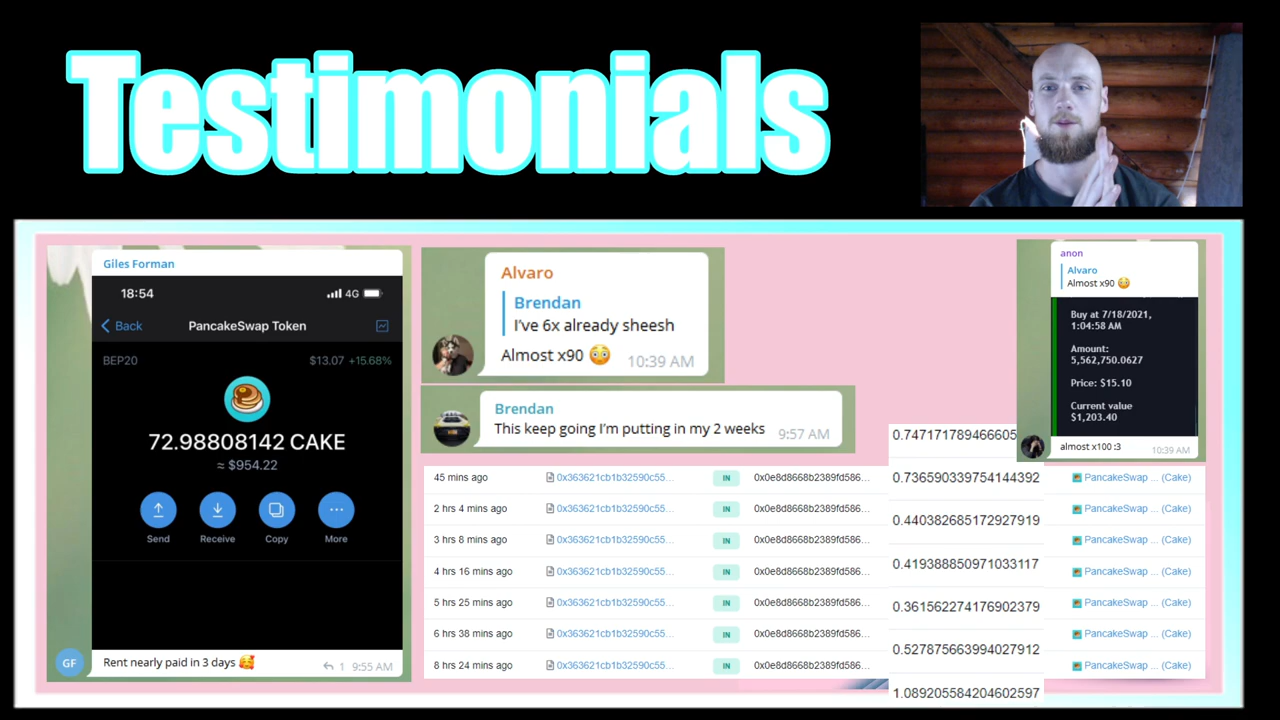 Testimonials
Giles Forman
18:54
4G
Back
PancakeSwap Token
BEP20
$13.07 +15.68%
72.98808142 CAKE
≈ $954.22
Send
Receive
Copy
More
GF
Rent nearly paid in 3 days 🥰
1 9:55 AM
Alvaro
Brendan
I've 6x already sheesh
Almost x90 😳 10:39 AM
Brendan
This keep going I'm putting in my 2 weeks 9:57 AM
anon
Alvaro
Almost x90 😳
Buy at 7/18/2021,
1:04:58 AM
Amount:
5,562,750.0627
Price: $15.10
Current value
$1,203.40
almost x100 :3 10:39 AM
0.747171789466605
45 mins ago 0x363621cb1b32590c55... IN 0x0e8d8668b2389fd586... 0.736590339754144392 PancakeSwap ... (Cake)
2 hrs 4 mins ago 0x363621cb1b32590c55... IN 0x0e8d8668b2389fd586... 0.440382685172927919 PancakeSwap ... (Cake)
3 hrs 8 mins ago 0x363621cb1b32590c55... IN 0x0e8d8668b2389fd586... PancakeSwap ... (Cake)
4 hrs 16 mins ago 0x363621cb1b32590c55... IN 0x0e8d8668b2389fd586... 0.419388850971033117 PancakeSwap ... (Cake)
5 hrs 25 mins ago 0x363621cb1b32590c55... IN 0x0e8d8668b2389fd586... 0.361562274176902379 PancakeSwap ... (Cake)
6 hrs 38 mins ago 0x363621cb1b32590c55... IN 0x0e8d8668b2389fd586... 0.527875663994027912 PancakeSwap ... (Cake)
8 hrs 24 mins ago 0x363621cb1b32590c55... IN 0x0e8d8668b2389fd586... PancakeSwap ... (Cake)
1.089205584204602597